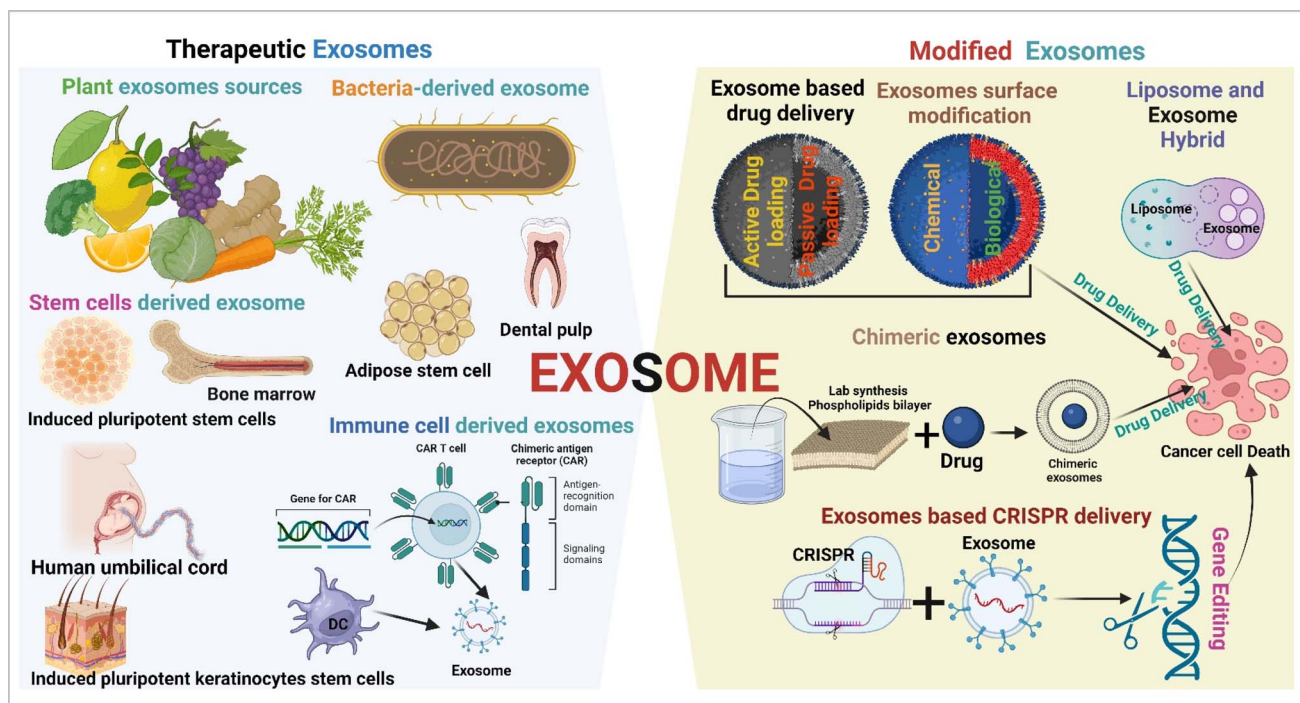 Therapeutic Exosomes
Plant exosomes sources
Bacteria-derived exosome
Stem cells derived exosome
Dental pulp
Adipose stem cell
Bone marrow
Induced pluripotent stem cells
Immune cell derived exosomes
CAR T cell
Chimeric antigen
receptor (CAR)
Gene for CAR
Antigen-
recognition
domain
Signaling
domains
Human umbilical cord
DC
Exosome
Induced pluripotent keratinocytes stem cells
EXOSOME
Modified Exosomes
Exosome based
drug delivery
Active Drug
loading
Passive Drug
loading
Exosomes surface
modification
Chemical
Biological
Liposome and
Exosome
Hybrid
Liposome
Exosome
Drug Delivery
Drug Delivery
Chimeric exosomes
Lab synthesis
Phospholipids bilayer
Drug
Chimeric
exosomes
Drug Delivery
Cancer cell Death
Exosomes based CRISPR delivery
CRISPR
Exosome
Gene Editing